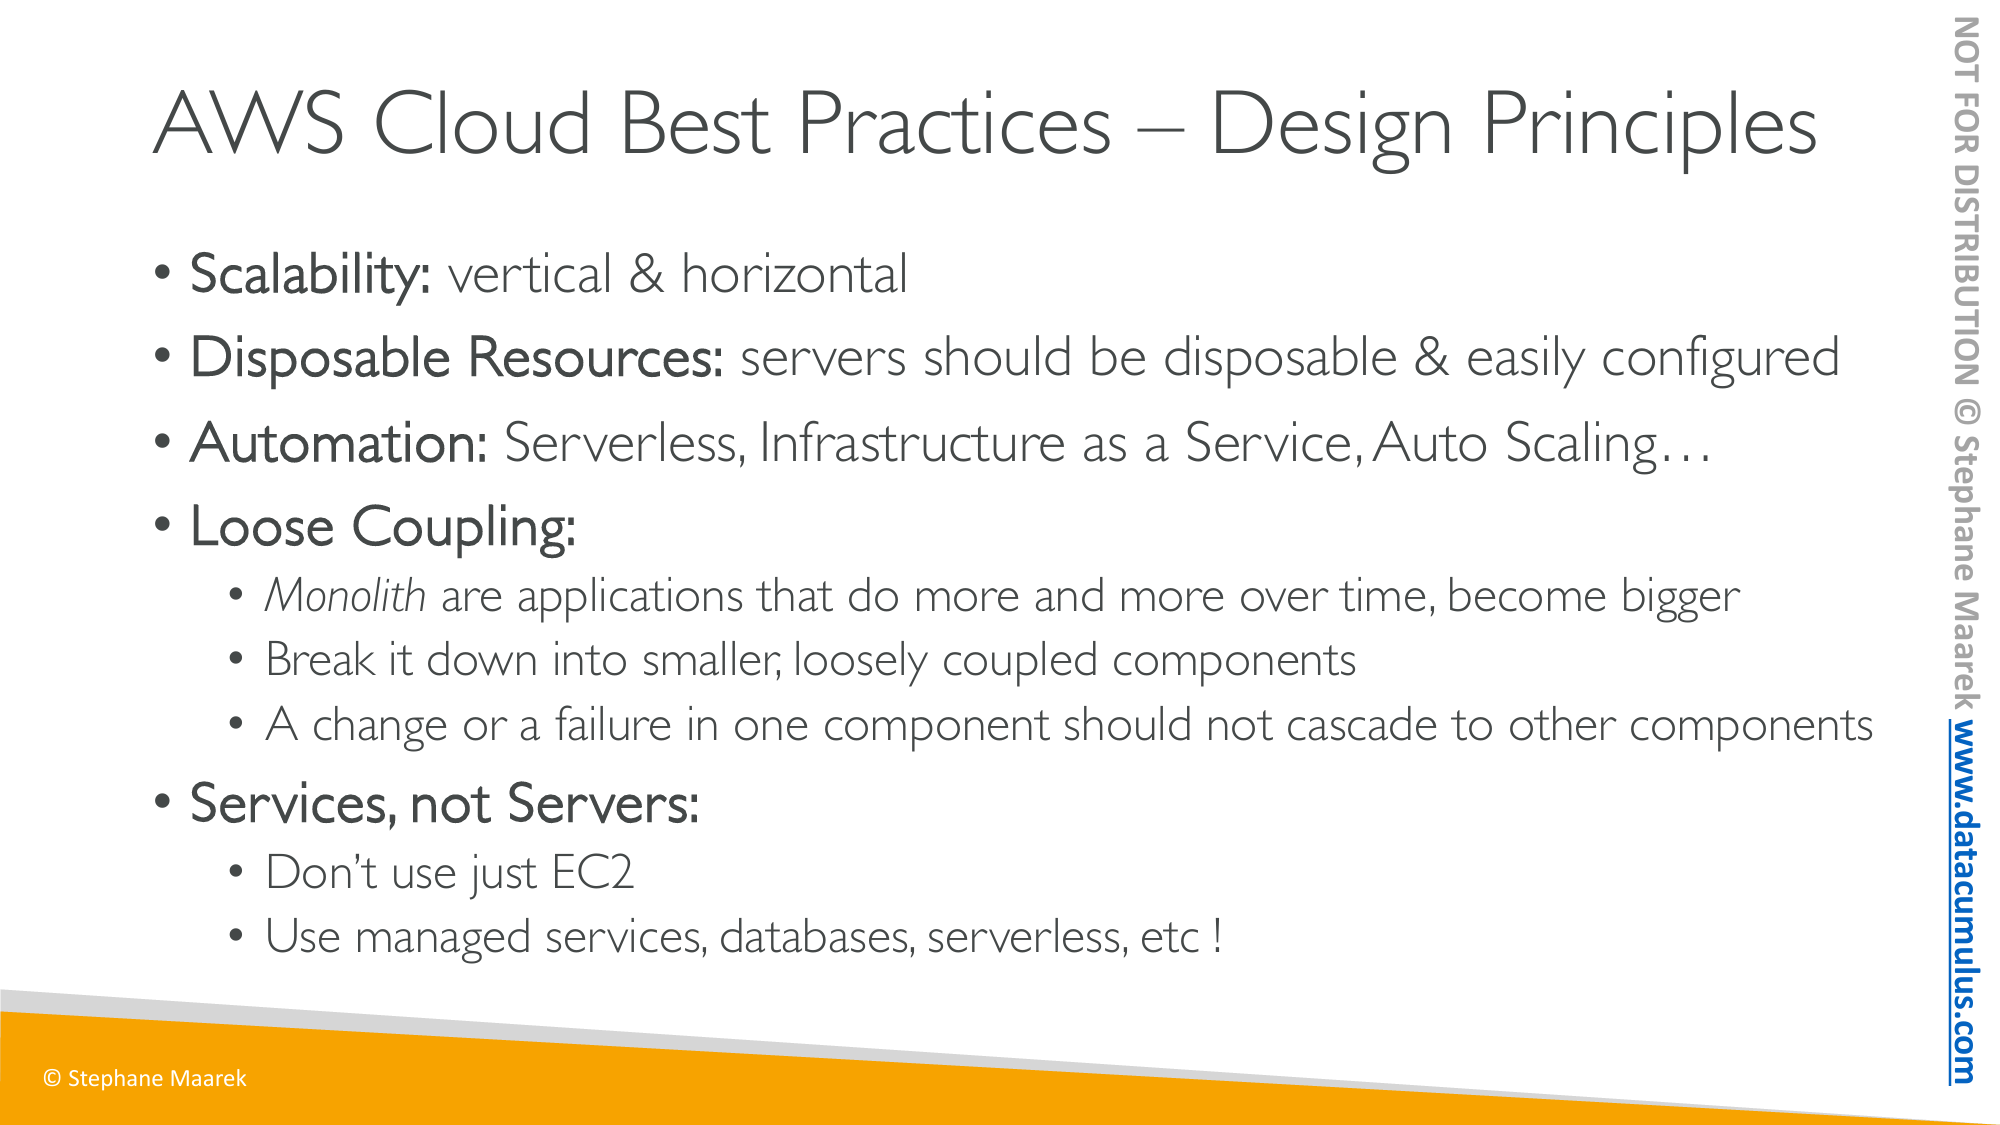 AWS Cloud Best Practices – Design Principles
• Scalability: vertical & horizontal
• Disposable Resources: servers should be disposable & easily configured
• Automation: Serverless, Infrastructure as a Service, Auto Scaling…
• Loose Coupling:
• Monolith are applications that do more and more over time, become bigger
• Break it down into smaller, loosely coupled components
• A change or a failure in one component should not cascade to other components
• Services, not Servers:
• Don’t use just EC2
• Use managed services, databases, serverless, etc !
© Stephane Maarek
NOT FOR DISTRIBUTION © Stephane Maarek www.datacumulus.com